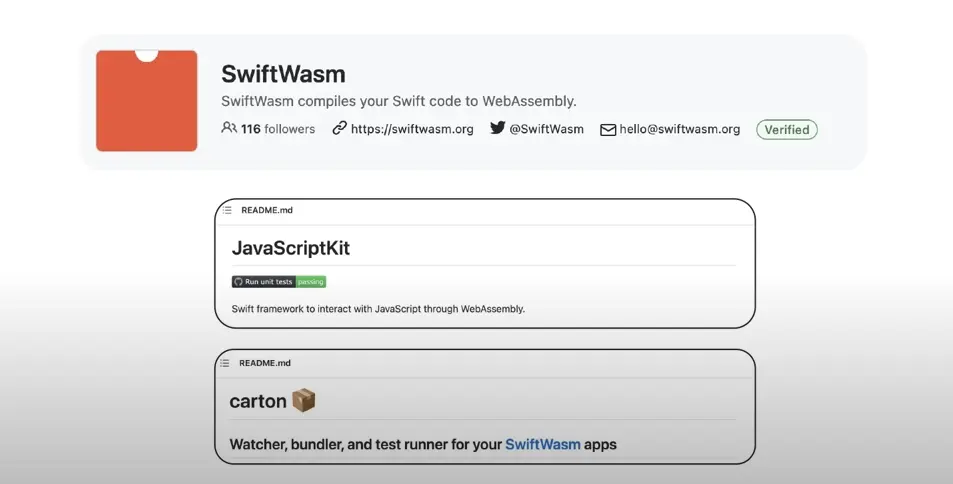 SwiftWasm
SwiftWasm compiles your Swift code to WebAssembly.
116 followers https://swiftwasm.org @SwiftWasm hello@swiftwasm.org Verified
README.md
JavaScriptKit
Run unit tests passing
Swift framework to interact with JavaScript through WebAssembly.
README.md
carton 📦
Watcher, bundler, and test runner for your SwiftWasm apps